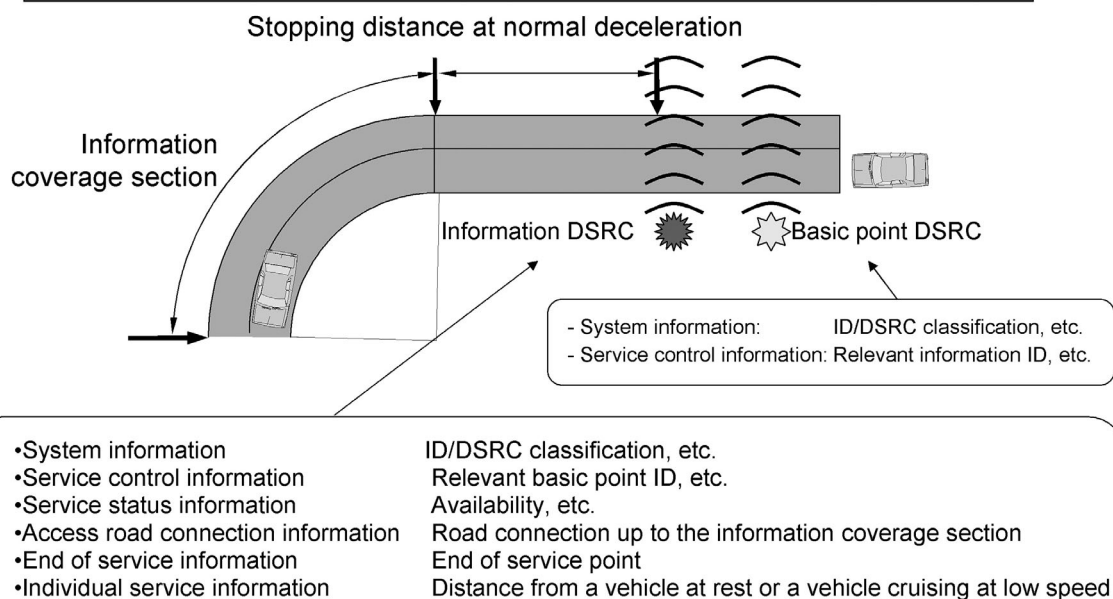 Stopping distance at normal deceleration
Information
coverage section
Information DSRC
Basic point DSRC
- System information: ID/DSRC classification, etc.
- Service control information: Relevant information ID, etc.
•System information ID/DSRC classification, etc.
•Service control information Relevant basic point ID, etc.
•Service status information Availability, etc.
•Access road connection information Road connection up to the information coverage section
•End of service information End of service point
•Individual service information Distance from a vehicle at rest or a vehicle cruising at low speed